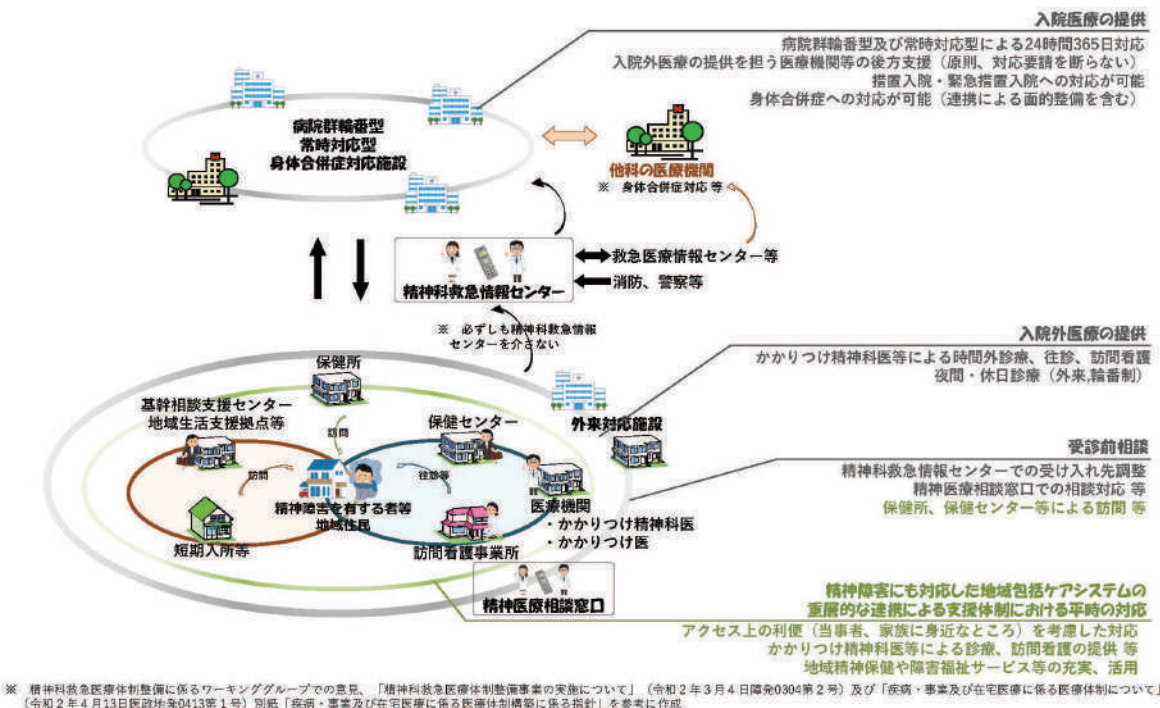 入院医療の提供
病院群輪番型及び常時対応型による24時間365日対応
入院外医療の提供を担う医療機関等の後方支援（原則、対応要請を断らない）
措置入院・緊急措置入院への対応が可能
身体合併症への対応が可能（連携による面的整備を含む）
病院群輪番型
常時対応型
身体合併症対応施設
他科の医療機関
※　身体合併症対応 等
救急医療情報センター等
消防、警察等
精神科救急情報センター
※　必ずしも精神科救急情報
センターを介さない
入院外医療の提供
かかりつけ精神科医等による時間外診療、往診、訪問看護
夜間・休日診療（外来,輪番制）
保健所
基幹相談支援センター
地域生活支援拠点等
訪問
保健センター
外来対応施設
受診前相談
精神科救急情報センターでの受け入れ先調整
精神医療相談窓口での相談対応 等
保健所、保健センター等による訪問 等
訪問
往診等
精神障害を有する者等
地域住民
医療機関
・かかりつけ精神科医
・かかりつけ医
短期入所等
訪問看護事業所
精神医療相談窓口
精神障害にも対応した地域包括ケアシステムの
重層的な連携による支援体制における平時の対応
アクセス上の利便（当事者、家族に身近なところ）を考慮した対応
かかりつけ精神科医等による診療、訪問看護の提供 等
地域精神保健や障害福祉サービス等の充実、活用
※　精神科救急医療体制整備に係るワーキンググループでの意見、「精神科救急医療体制整備事業の実施について」（令和２年３月４日障発0304第２号）及び「疾病・事業及び在宅医療に係る医療体制について」
（令和２年４月13日医政地発0413第１号）別紙「疾病・事業及び在宅医療に係る医療体制構築に係る指針」を参考に作成